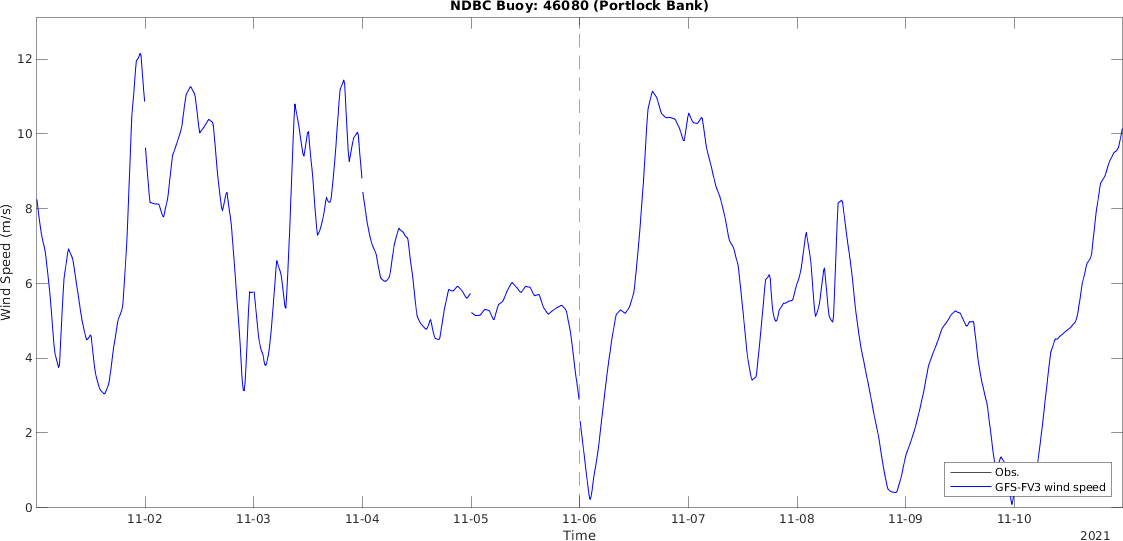 NDBC Buoy: 46080 (Portlock Bank)
12
10
8
6
4
2
0
Wind Speed (m/s)
Obs.
GFS-FV3 wind speed
11-02 11-03 11-04 11-05 11-06 11-07 11-08 11-09 11-10
Time
2021